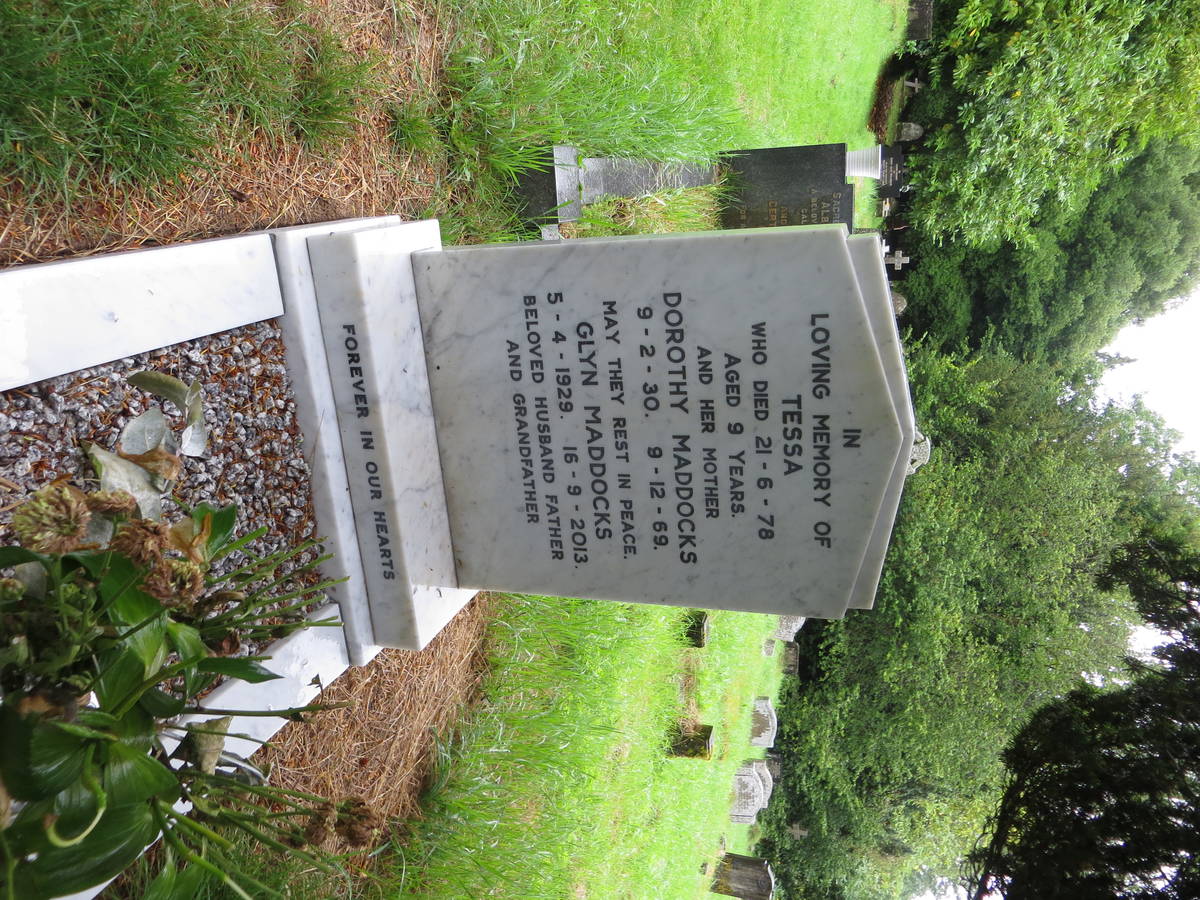 IN
LOVING MEMORY OF
TESSA
WHO DIED 21-6-78
AGED 9 YEARS.
AND HER MOTHER
DOROTHY MADDOCKS
9-2-30. 9-12-69.
MAY THEY REST IN PEACE.
GLYN MADDOCKS
5-4-1929. 16-9-2013.
BELOVED HUSBAND FATHER
AND GRANDFATHER
FOREVER IN OUR HEARTS